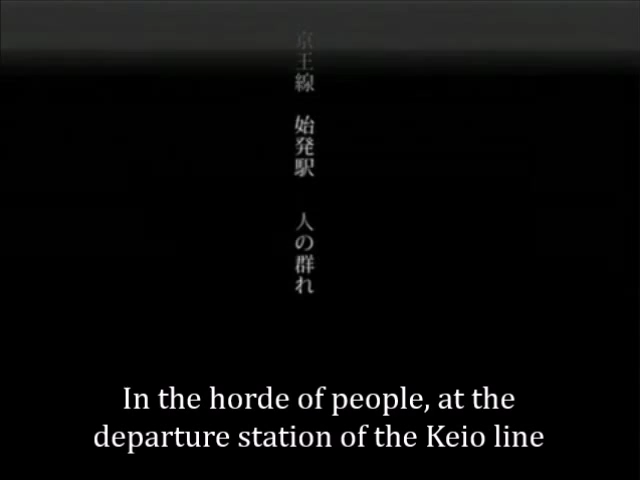 京王線　始発駅　人の群れ
In the horde of people, at the
departure station of the Keio line